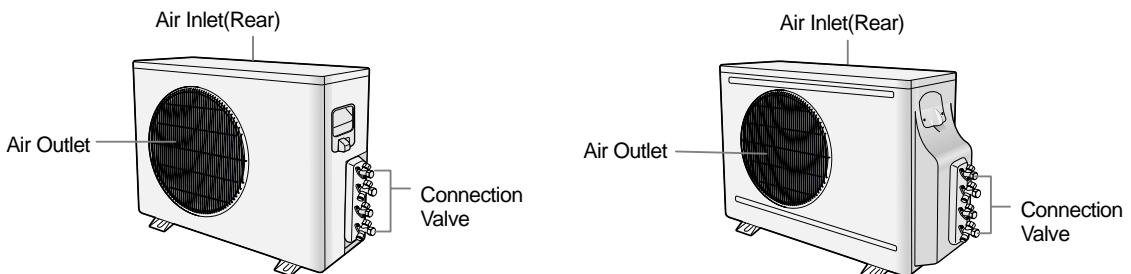 Air Inlet(Rear)
Air Outlet
Connection
Valve
Air Inlet(Rear)
Air Outlet
Connection
Valve